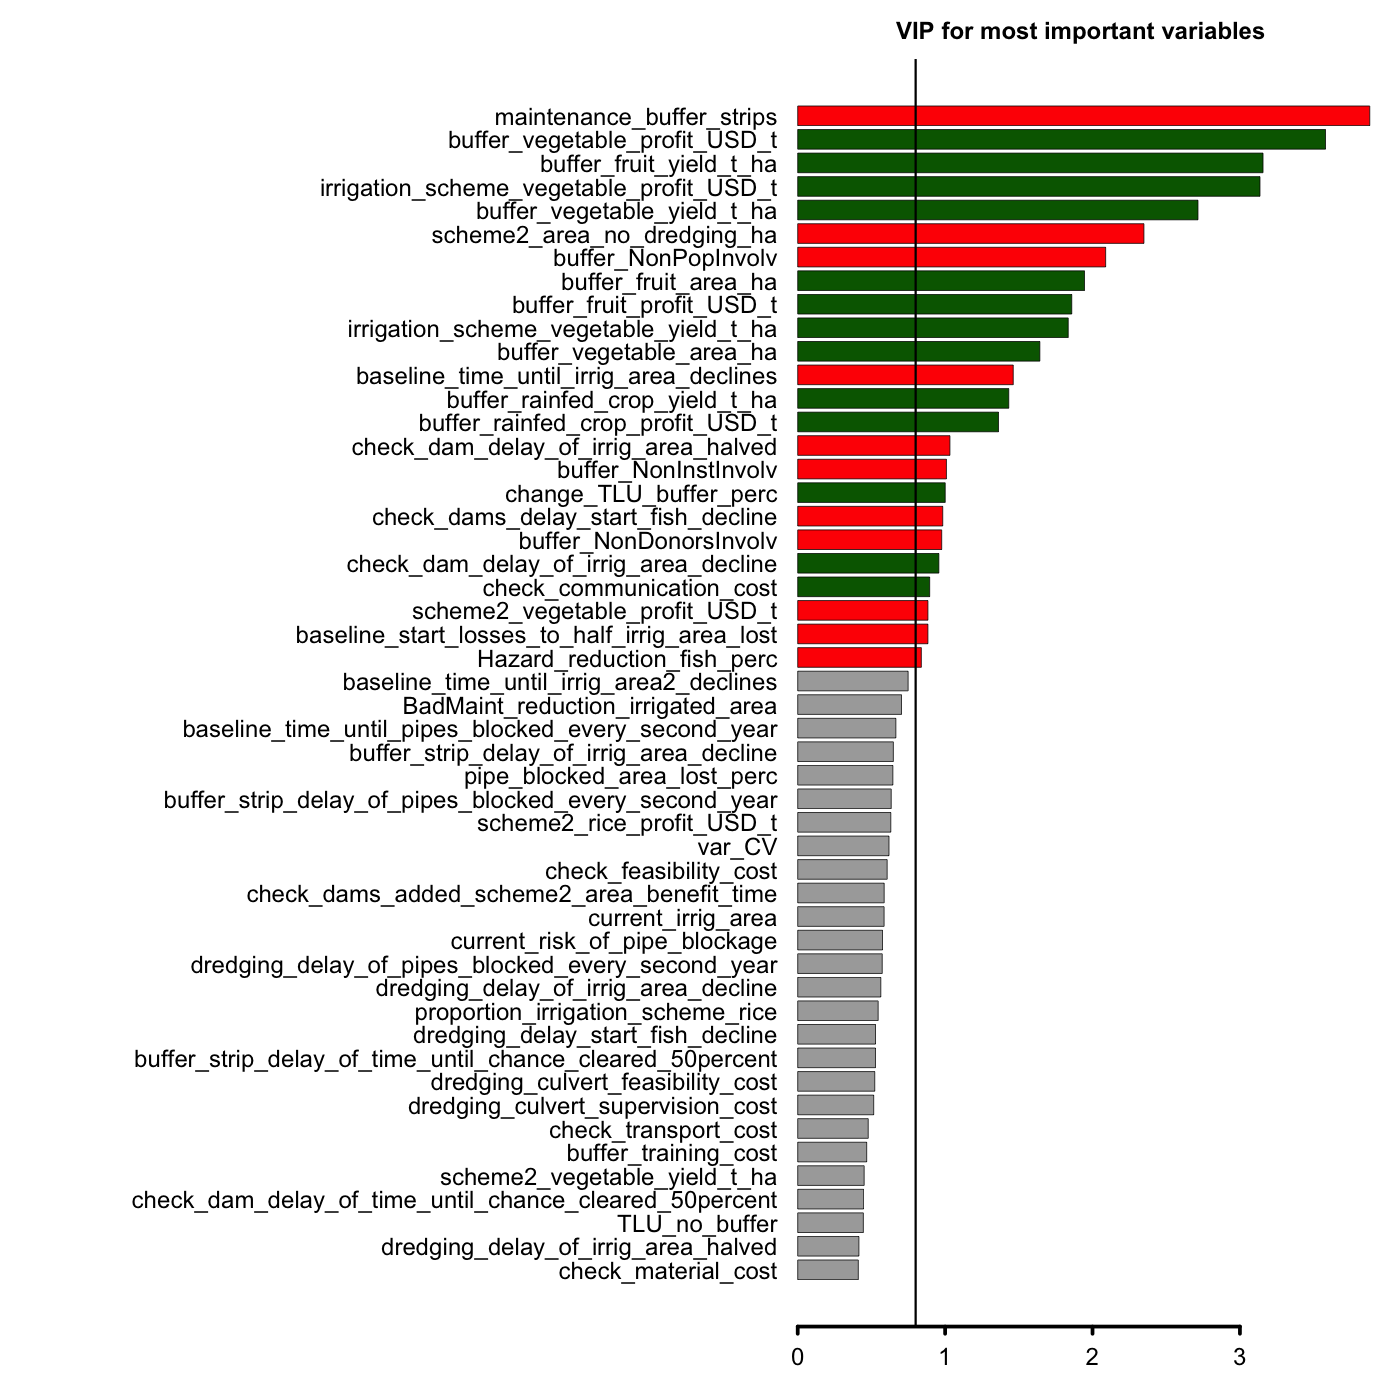 VIP for most important variables
maintenance_buffer_strips
buffer_vegetable_profit_USD_t
buffer_fruit_yield_t_ha
irrigation_scheme_vegetable_profit_USD_t
buffer_vegetable_yield_t_ha
scheme2_area_no_dredging_ha
buffer_NonPopInvolv
buffer_fruit_area_ha
buffer_fruit_profit_USD_t
irrigation_scheme_vegetable_yield_t_ha
buffer_vegetable_area_ha
baseline_time_until_irrig_area_declines
buffer_rainfed_crop_yield_t_ha
buffer_rainfed_crop_profit_USD_t
check_dam_delay_of_irrig_area_halved
buffer_NonInstInvolv
change_TLU_buffer_perc
check_dams_delay_start_fish_decline
buffer_NonDonorsInvolv
check_dam_delay_of_irrig_area_decline
check_communication_cost
scheme2_vegetable_profit_USD_t
baseline_start_losses_to_half_irrig_area_lost
Hazard_reduction_fish_perc
baseline_time_until_irrig_area2_declines
BadMaint_reduction_irrigated_area
baseline_time_until_pipes_blocked_every_second_year
buffer_strip_delay_of_irrig_area_decline
pipe_blocked_area_lost_perc
buffer_strip_delay_of_pipes_blocked_every_second_year
scheme2_rice_profit_USD_t
var_CV
check_feasibility_cost
check_dams_added_scheme2_area_benefit_time
current_irrig_area
current_risk_of_pipe_blockage
dredging_delay_of_pipes_blocked_every_second_year
dredging_delay_of_irrig_area_decline
proportion_irrigation_scheme_rice
dredging_delay_start_fish_decline
buffer_strip_delay_of_time_until_chance_cleared_50percent
dredging_culvert_feasibility_cost
dredging_culvert_supervision_cost
check_transport_cost
buffer_training_cost
scheme2_vegetable_yield_t_ha
check_dam_delay_of_time_until_chance_cleared_50percent
TLU_no_buffer
dredging_delay_of_irrig_area_halved
check_material_cost
0 1 2 3